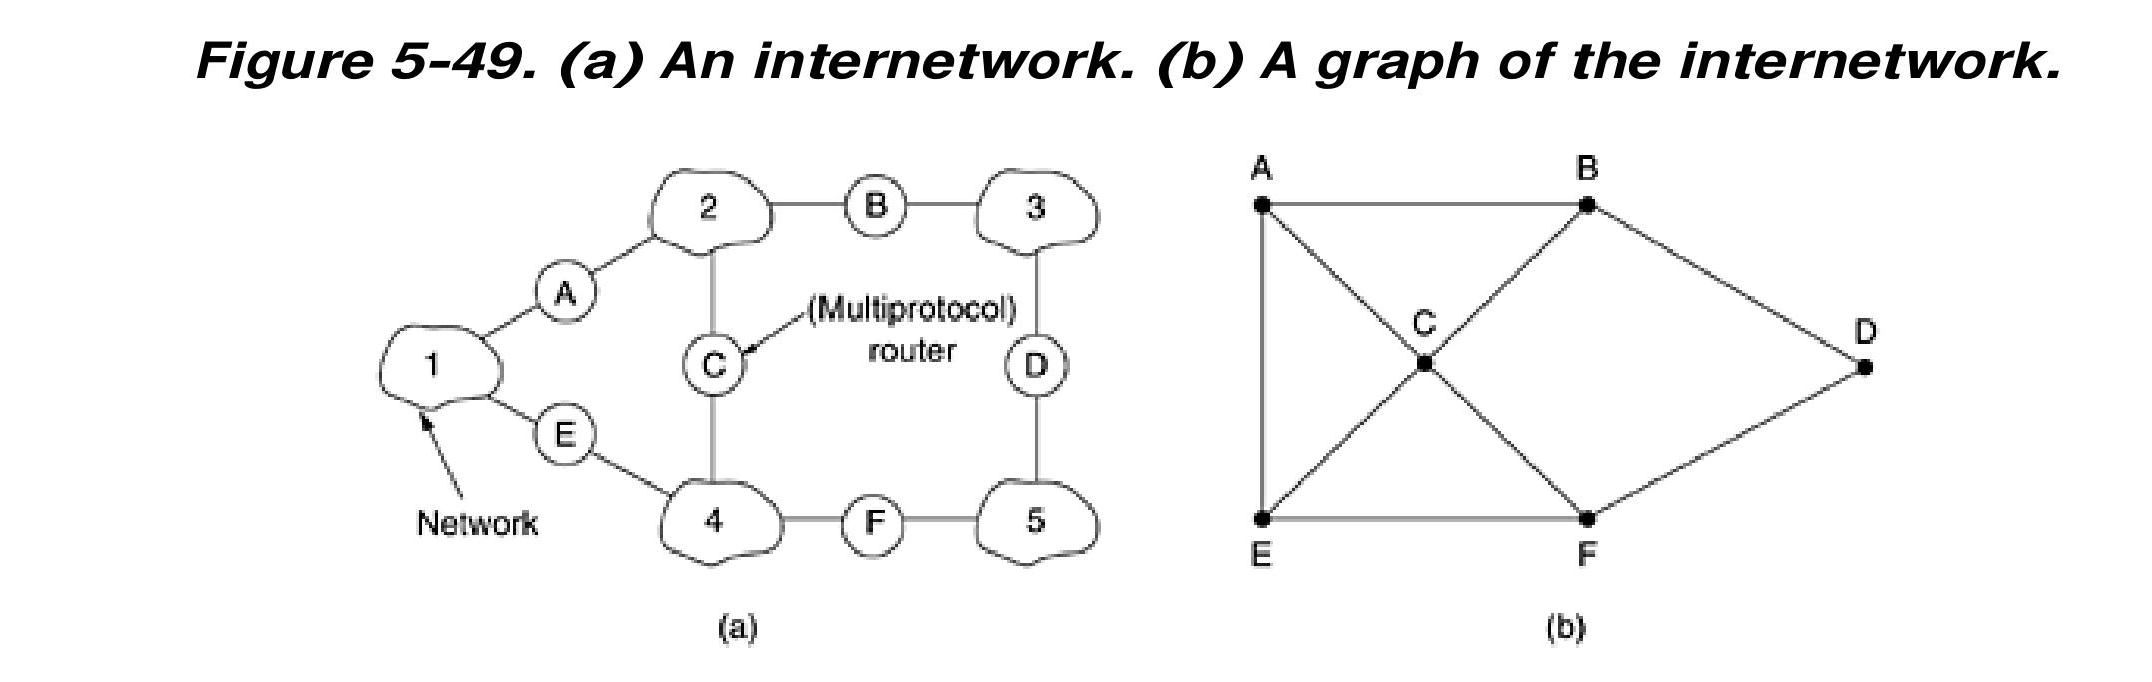 Figure 5-49. (a) An internetwork. (b) A graph of the internetwork.
2 B 3
A
1
C
(Multiprotocol)
router
D
E
Network
4 F 5
(a)
A B
C
D
E F
(b)